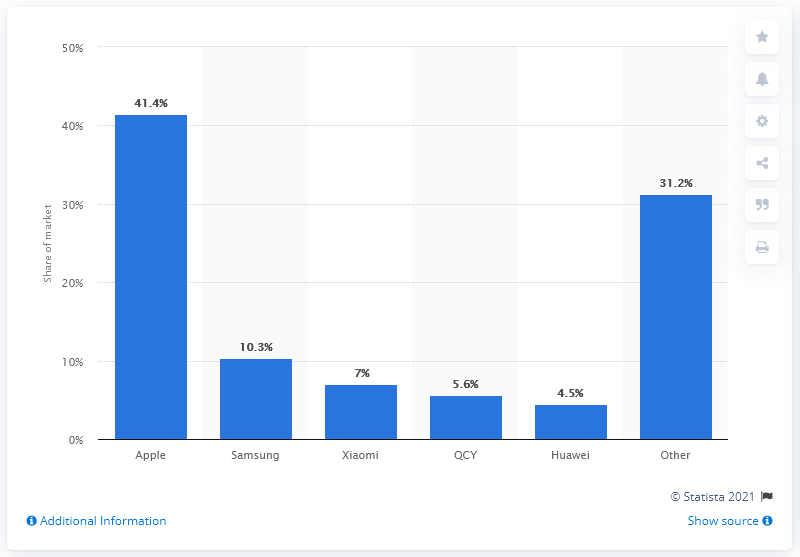 50%
40%
30%
20%
10%
0%
Share of market
41.4%
10.3%
7%
5.6%
4.5%
31.2%
Apple Samsung Xiaomi QCY Huawei Other
© Statista 2021
Additional Information
Show source